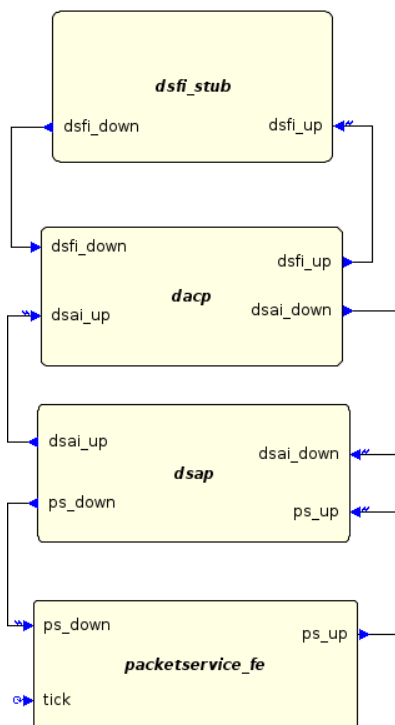 dsfi_stub
dsfi_down
dsfi_up
dsfi_down
dsfi_up
dacp
dsai_up
dsai_down
dsai_up
dsai_down
dsap
ps_down
ps_up
ps_down
ps_up
packetservice_fe
tick